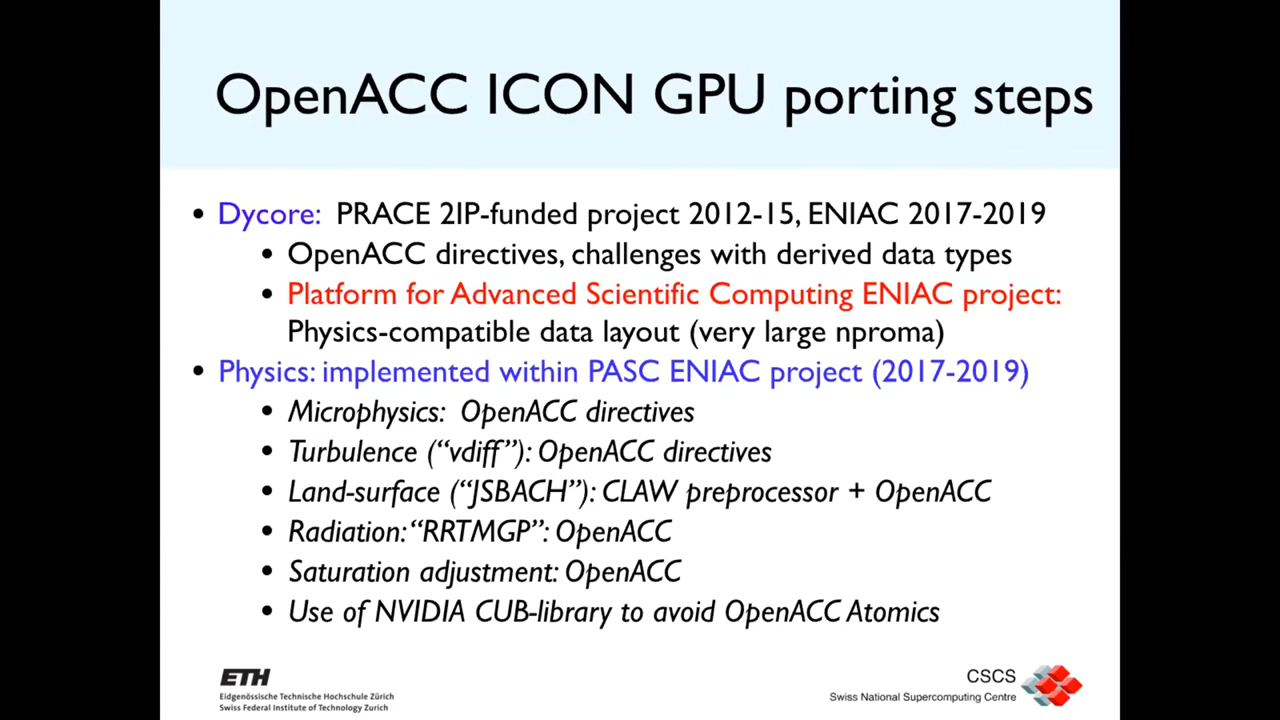 OpenACC ICON GPU porting steps
• Dycore: PRACE 2IP-funded project 2012-15, ENIAC 2017-2019
• OpenACC directives, challenges with derived data types
• Platform for Advanced Scientific Computing ENIAC project:
Physics-compatible data layout (very large nproma)
• Physics: implemented within PASC ENIAC project (2017-2019)
• Microphysics: OpenACC directives
• Turbulence (“vdiff”): OpenACC directives
• Land-surface (“JSBACH”): CLAW preprocessor + OpenACC
• Radiation: “RRTMGP”: OpenACC
• Saturation adjustment: OpenACC
• Use of NVIDIA CUB-library to avoid OpenACC Atomics
ETH
Eidgenössische Technische Hochschule Zürich
Swiss Federal Institute of Technology Zurich
CSCS
Swiss National Supercomputing Centre